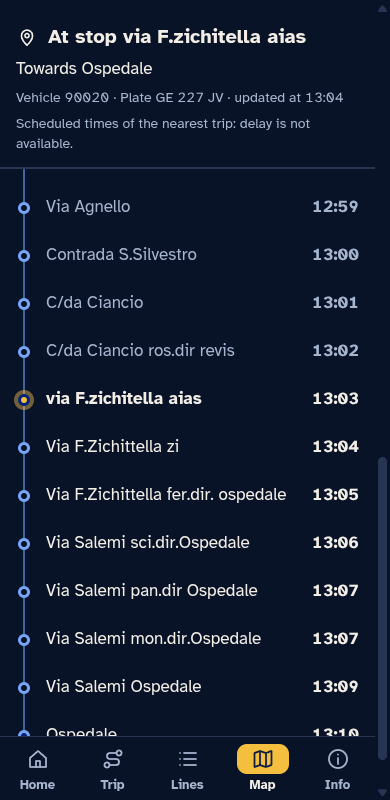 At stop via F.zichitella aias
Towards Ospedale
Vehicle 90020 · Plate GE 227 JV · updated at 13:04
Scheduled times of the nearest trip: delay is not
available.
Via Agnello 12:59
Contrada S.Silvestro 13:00
C/da Ciancio 13:01
C/da Ciancio ros.dir revis 13:02
via F.zichitella aias 13:03
Via F.Zichittella zi 13:04
Via F.Zichittella fer.dir. ospedale 13:05
Via Salemi sci.dir.Ospedale 13:06
Via Salemi pan.dir Ospedale 13:07
Via Salemi mon.dir.Ospedale 13:07
Via Salemi Ospedale 13:09
Ospedale 13:10
Home Trip Lines Map Info